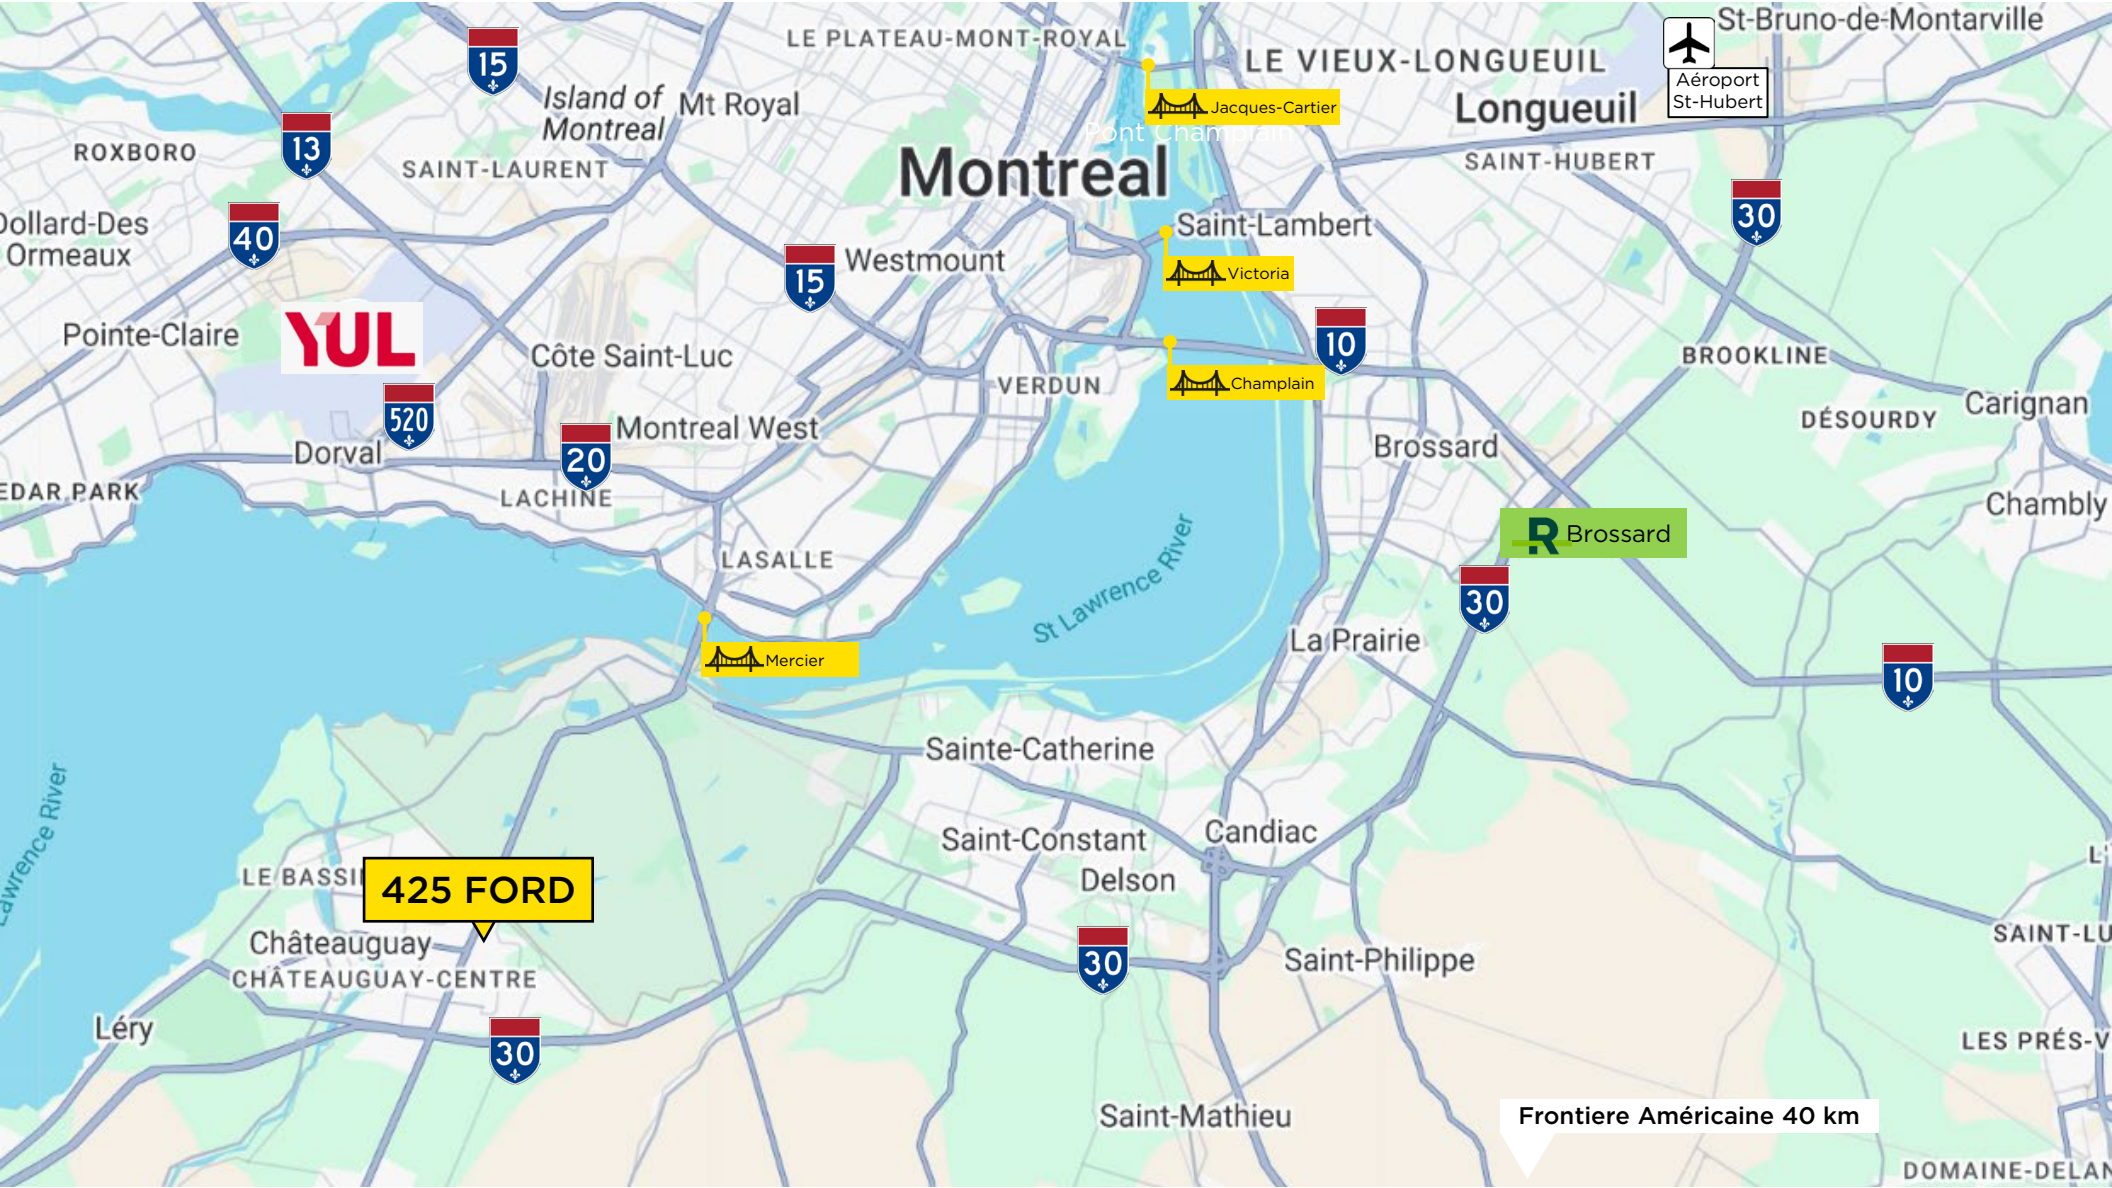 St-Bruno-de-Montarville
LE PLATEAU-MONT-ROYAL
LE VIEUX-LONGUEUIL
15
Aéroport
St-Hubert
Island of
Montreal
Mt Royal
Jacques-Cartier
Longueuil
Pont Champlain
13
ROXBORO
SAINT-LAURENT
Montreal
SAINT-HUBERT
Dollard-Des
Ormeaux
40
Saint-Lambert
30
15
Westmount
Victoria
Pointe-Claire
YUL
Côte Saint-Luc
10
BROOKLINE
VERDUN
Champlain
520
Carignan
DÉSOURDY
Montreal West
Dorval
20
Brossard
EDAR PARK
LACHINE
Chambly
R Brossard
LASALLE
St Lawrence River
30
Mercier
La Prairie
10
Sainte-Catherine
Lawrence River
Saint-Constant
Candiac
L'
LE BASSI
425 FORD
Delson
Châteauguay
SAINT-LU
CHÂTEAUGUAY-CENTRE
30
Saint-Philippe
Léry
30
LES PRÉS-V
Saint-Mathieu
Frontiere Américaine 40 km
DOMAINE-DELAN